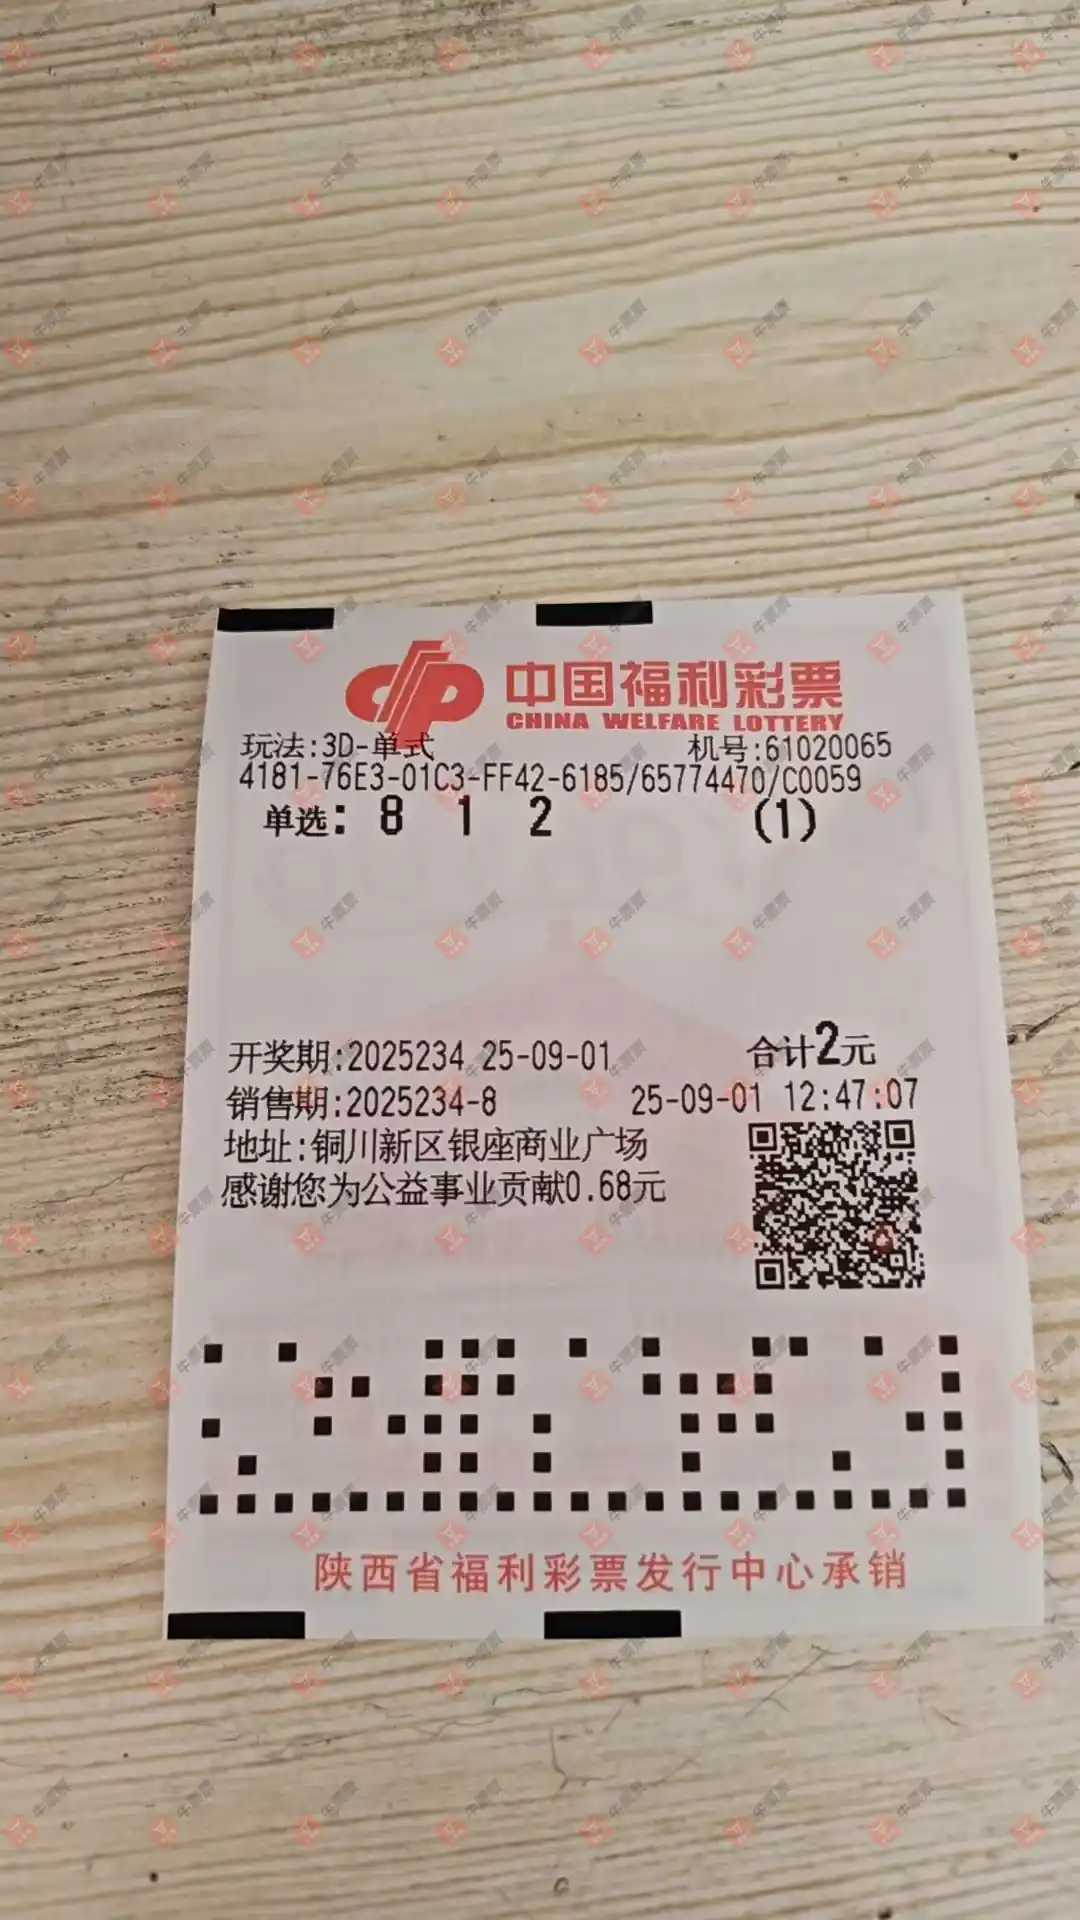 中国福利彩票
CHINA WELFARE LOTTERY
玩法:3D-单式 机号:61020065
4181-76E3-01C3-FF42-6185/65774470/C0059
单选: 8 1 2 (1)
开奖期:2025234 25-09-01 合计2元
销售期:2025234-8 25-09-01 12:47:07
地址:铜川新区银座商业广场
感谢您为公益事业贡献0.68元
陕西省福利彩票发行中心承销